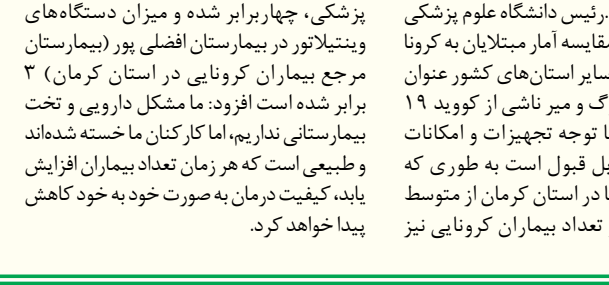 رئیس دانشگاه علوم پزشکی
مقایسه آمار مبتلایان به کرونا
سایر استان‌های کشور عنوان
و میر ناشی از کووید ۱۹
توجه تجهیزات و امکانات
قبول است به طوری که
در استان کرمان از متوسط
تعداد بیماران کرونایی نیز
پزشکی، چهاربرابر شده و میزان دستگاه‌های
وینتیلاتور در بیمارستان افضلی پور (بیمارستان
مرجع بیماران کرونایی در استان کرمان) ۳
برابر شده است افزود: ما مشکل دارویی و تخت
بیمارستانی نداریم، اما کارکنان ما خسته شده‌اند
و طبیعی است که هر زمان تعداد بیماران افزایش
یابد، کیفیت درمان به صورت خود به خود کاهش
پیدا خواهد کرد.